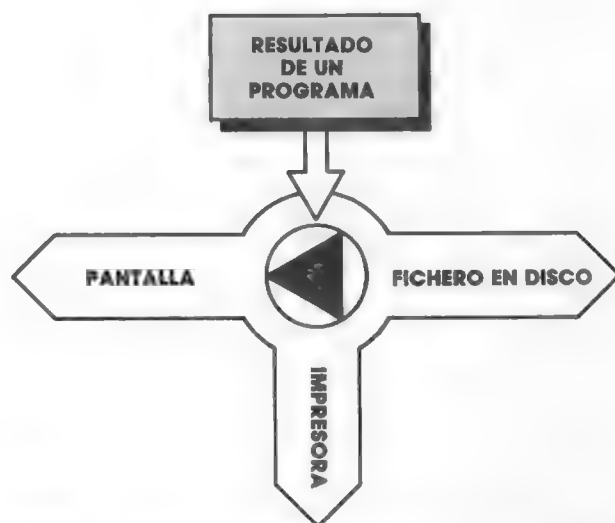 RESULTADO
DE UN
PROGRAMA
PANTALLA
FICHERO EN DISCO
IMPRESORA